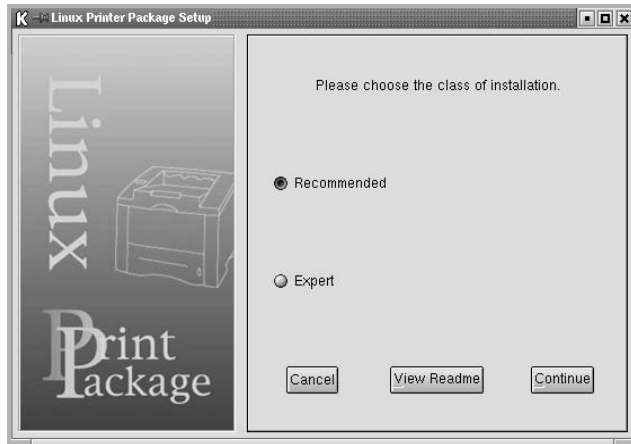 K Linux Printer Package Setup
Linux
Print
Package
Please choose the class of installation.
Recommended
Expert
Cancel View Readme Continue